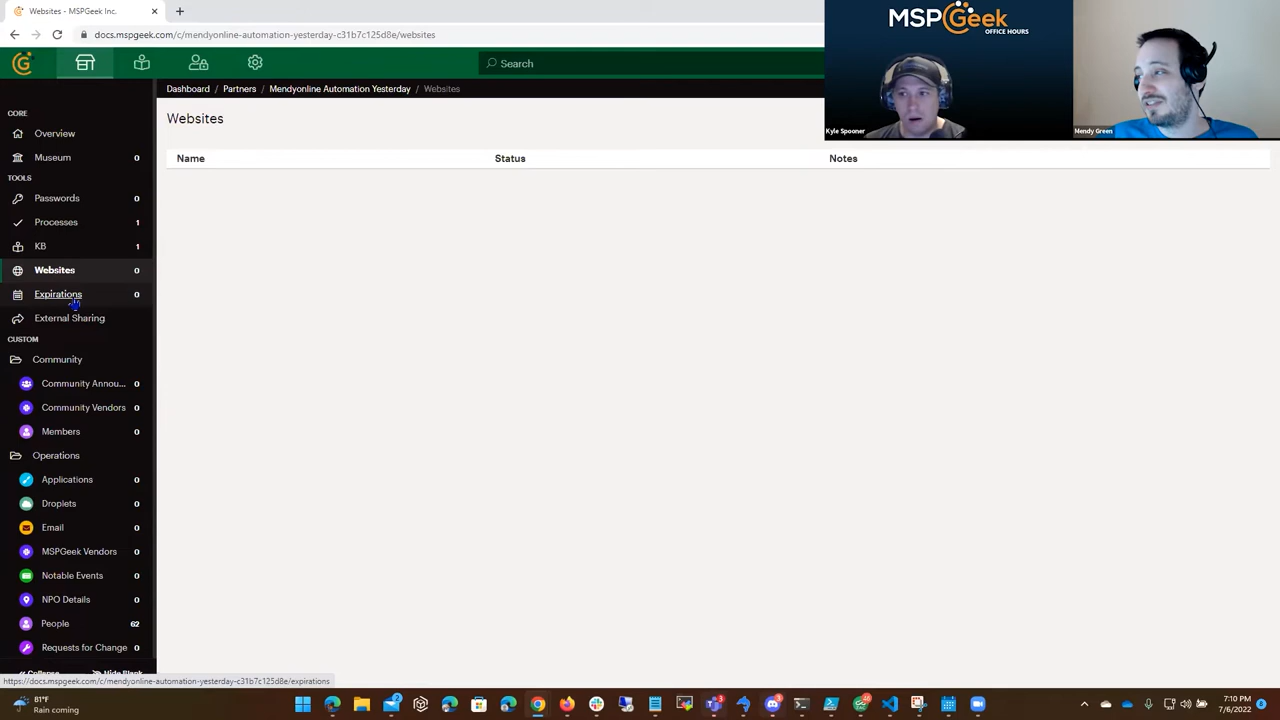 Websites - MSPGeek Inc.
docs.mspgeek.com/c/mendyonline-automation-yesterday-c31b7c125d8e/websites
MSPGeek
OFFICE HOURS
Search
Kyle Spooner
Mendy Green
Dashboard / Partners / Mendyonline Automation Yesterday / Websites
CORE
Overview
Museum 0
TOOLS
Passwords 0
Processes 1
KB 1
Websites 0
Expirations 0
External Sharing
CUSTOM
Community
Community Annou... 0
Community Vendors 0
Members 0
Operations
Applications 0
Droplets 0
Email 0
MSPGeek Vendors 0
Notable Events 0
NPO Details 0
People 62
Requests for Change 0
Collapse Hide Blank
Websites
Name Status Notes
https://docs.mspgeek.com/c/mendyonline-automation-yesterday-c31b7c125d8e/expirations
81°F
Rain coming
7:10 PM
7/6/2022